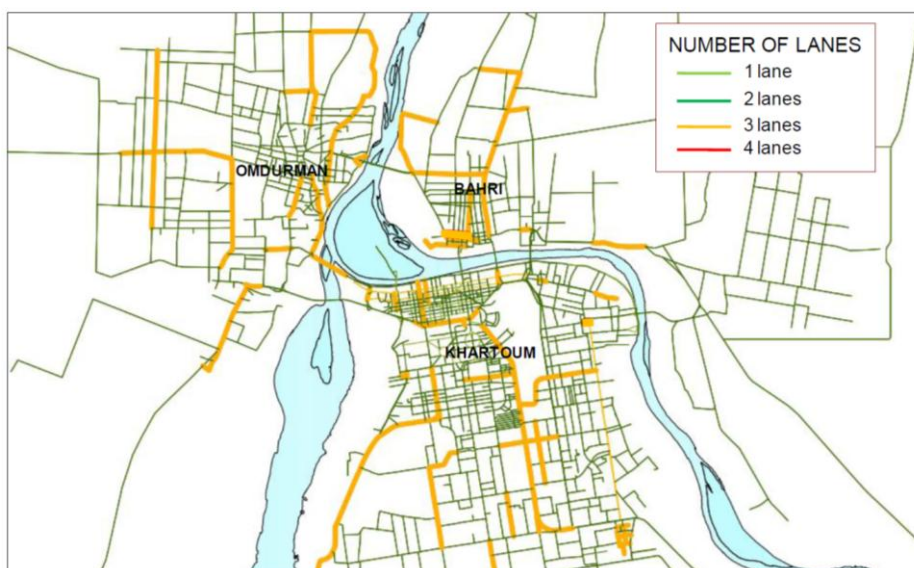 NUMBER OF LANES
1 lane
2 lanes
3 lanes
4 lanes
OMDURMAN
BAHRI
KHARTOUM